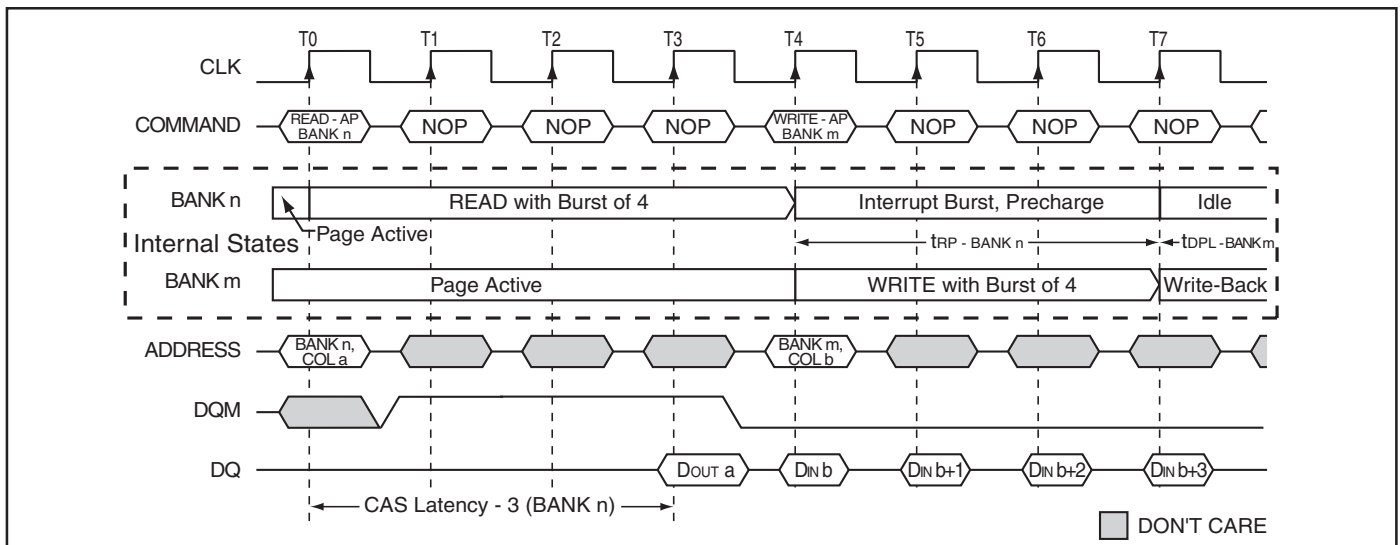 T0 T1 T2 T3 T4 T5 T6 T7
CLK
COMMAND READ - AP BANK n NOP NOP NOP WRITE - AP BANK m NOP NOP NOP
BANK n READ with Burst of 4 Interrupt Burst, Precharge Idle
Internal States Page Active tRP - BANK n tDPL - BANK m
BANK m Page Active WRITE with Burst of 4 Write-Back
ADDRESS BANK n, COL a BANK m, COL b
DQM
DQ DOUT a DIN b DIN b+1 DIN b+2 DIN b+3
CAS Latency - 3 (BANK n)
DON'T CARE